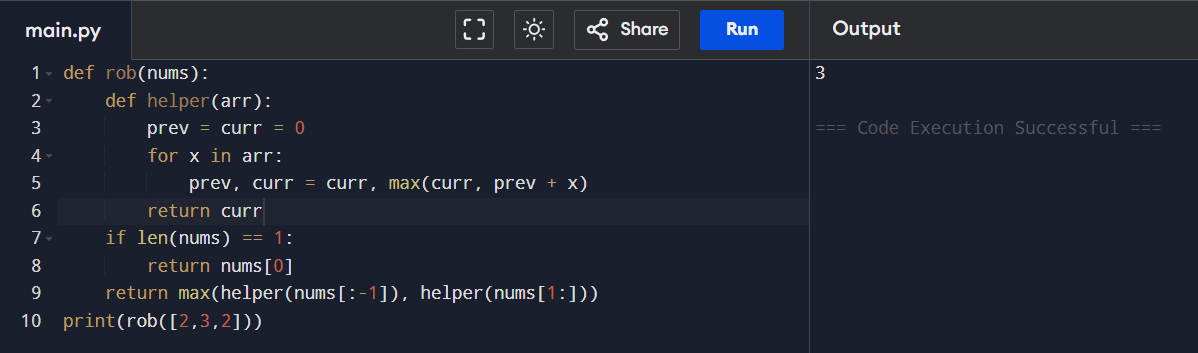 main.py Share Run Output
1 def rob(nums):
2     def helper(arr):
3         prev = curr = 0
4         for x in arr:
5             prev, curr = curr, max(curr, prev + x)
6         return curr
7     if len(nums) == 1:
8         return nums[0]
9     return max(helper(nums[:-1]), helper(nums[1:]))
10 print(rob([2,3,2]))
3
=== Code Execution Successful ===